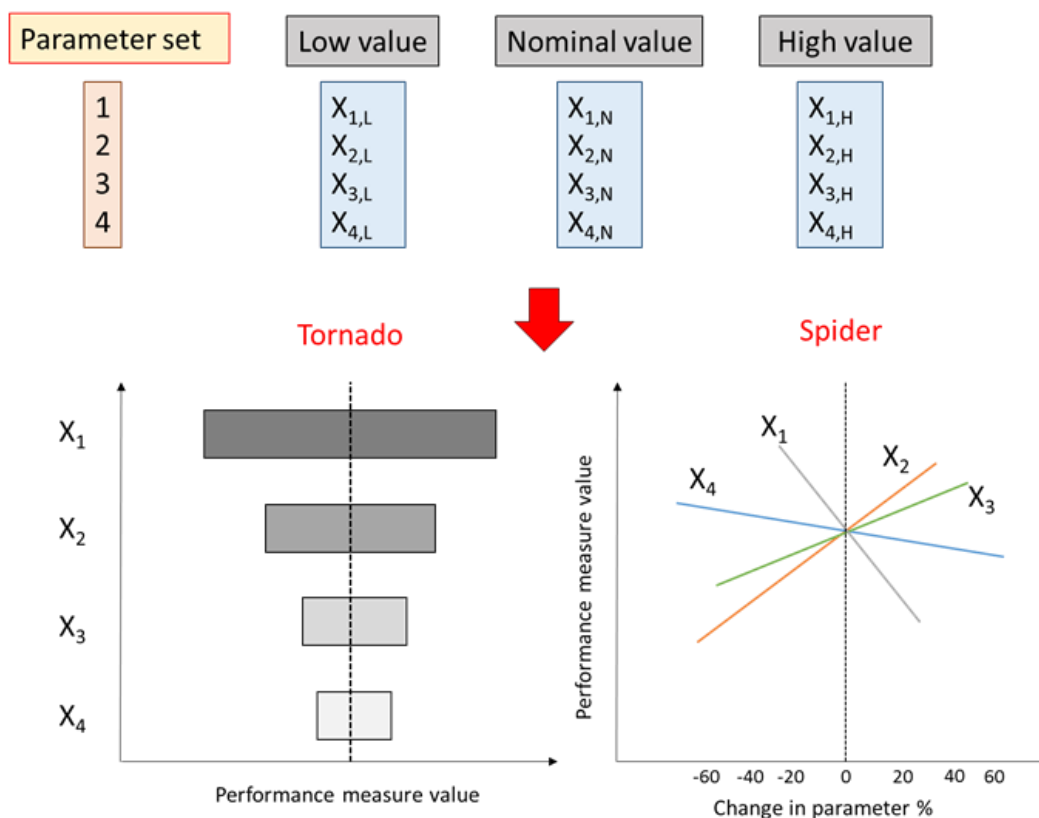 Parameter set
Low value
Nominal value
High value
1
X1,L
X1,N
X1,H
2
X2,L
X2,N
X2,H
3
X3,L
X3,N
X3,H
4
X4,L
X4,N
X4,H
Tornado
Spider
X1
X2
X3
X4
Performance measure value
Performance measure value
X1
X2
X3
X4
-60 -40 -20 0 20 40 60
Change in parameter %